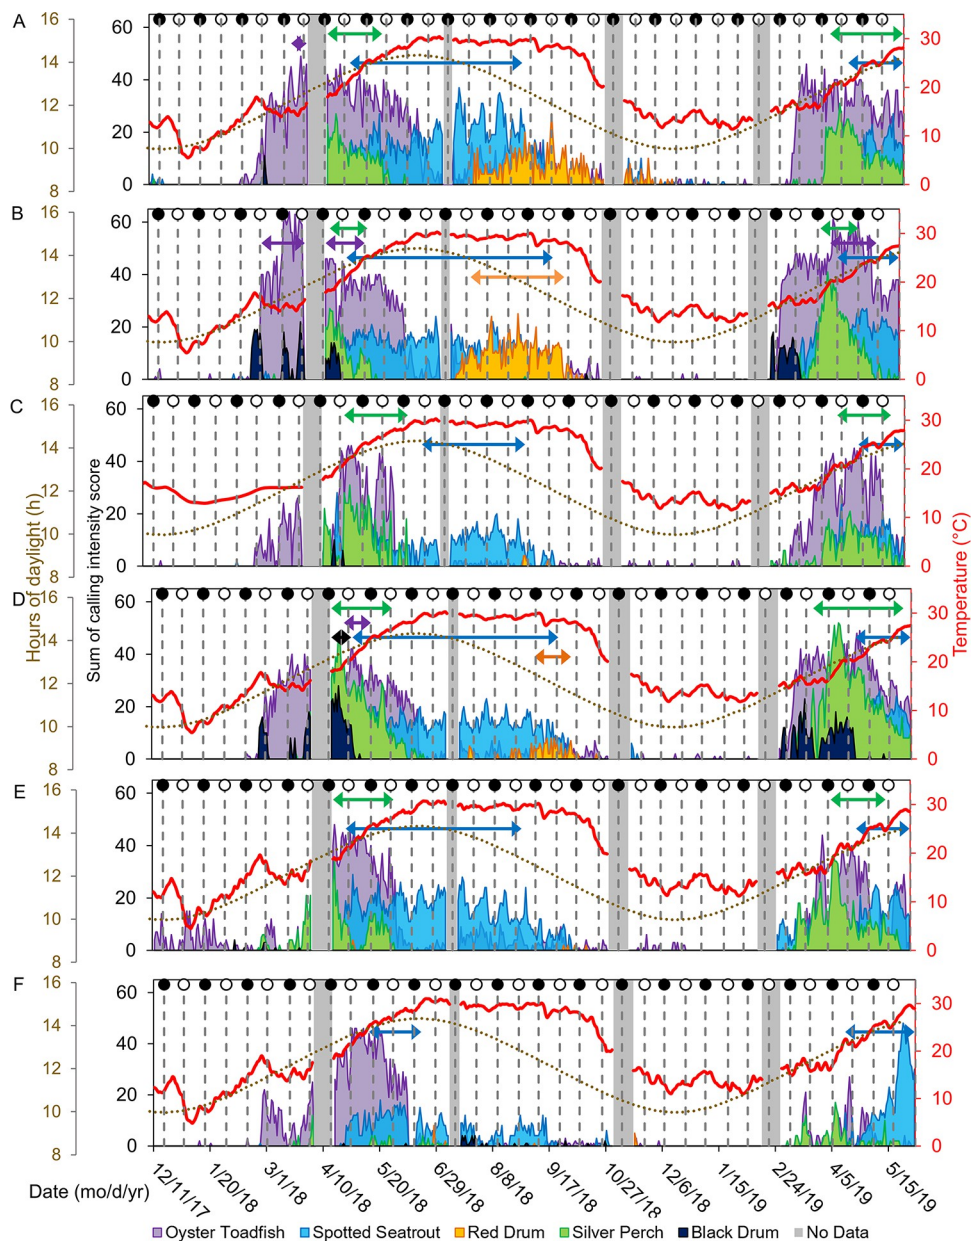 A
16 60 30
14
40 20
12
20 10
10
8 0 0
B
16 60 30
14
40 20
12
20 10
10
8 0 0
C
16 60 30
14
40 20
12
20 10
10
8 0 0
Hours of daylight (h)
Sum of calling intensity score
Temperature (°C)
D
16 60 30
14
40 20
12
20 10
10
8 0 0
E
16 60 30
14
40 20
12
20 10
10
8 0 0
F
16 60 30
14
40 20
12
20 10
10
8 0 0
Date (mo/d/yr) 12/11/17 1/20/18 3/1/18 4/10/18 5/20/18 6/29/18 8/8/18 9/17/18 10/27/18 12/6/18 1/15/19 2/24/19 4/5/19 5/15/19
Oyster Toadfish Spotted Seatrout Red Drum Silver Perch Black Drum No Data